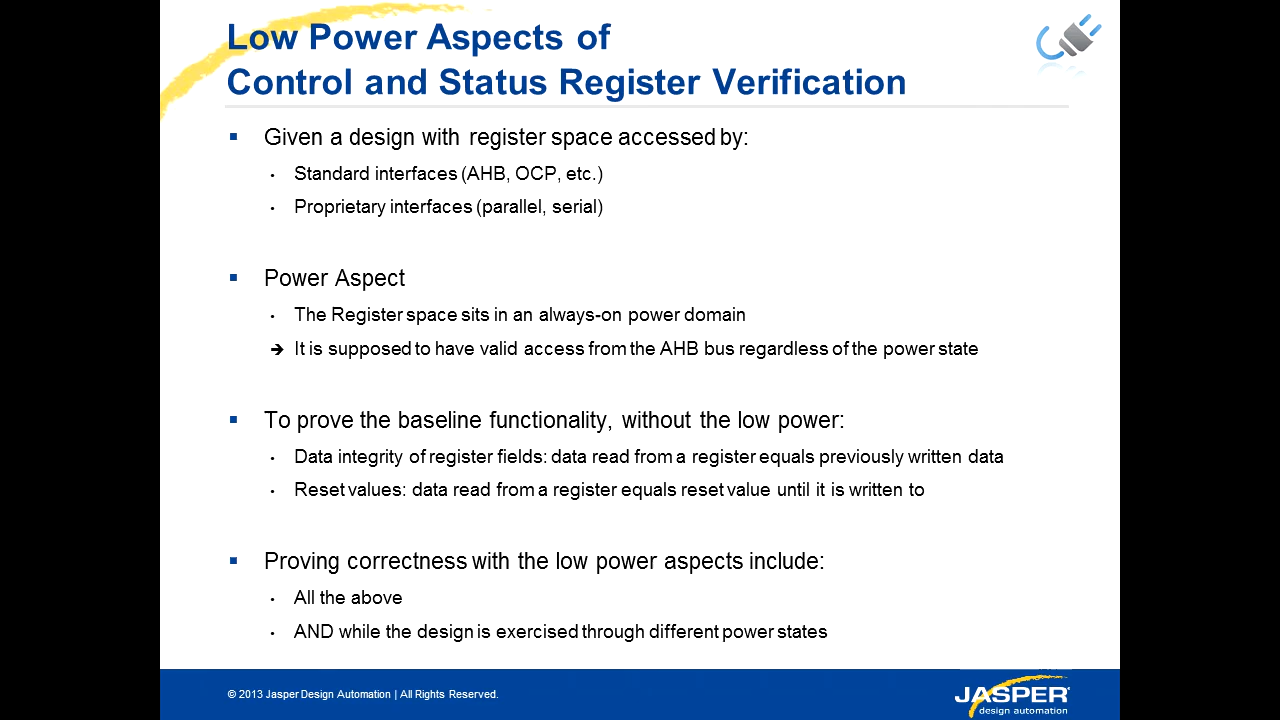 Low Power Aspects of
Control and Status Register Verification
▪ Given a design with register space accessed by:
• Standard interfaces (AHB, OCP, etc.)
• Proprietary interfaces (parallel, serial)
▪ Power Aspect
• The Register space sits in an always-on power domain
➔ It is supposed to have valid access from the AHB bus regardless of the power state
▪ To prove the baseline functionality, without the low power:
• Data integrity of register fields: data read from a register equals previously written data
• Reset values: data read from a register equals reset value until it is written to
▪ Proving correctness with the low power aspects include:
• All the above
• AND while the design is exercised through different power states
© 2013 Jasper Design Automation | All Rights Reserved.
JASPER
design automation